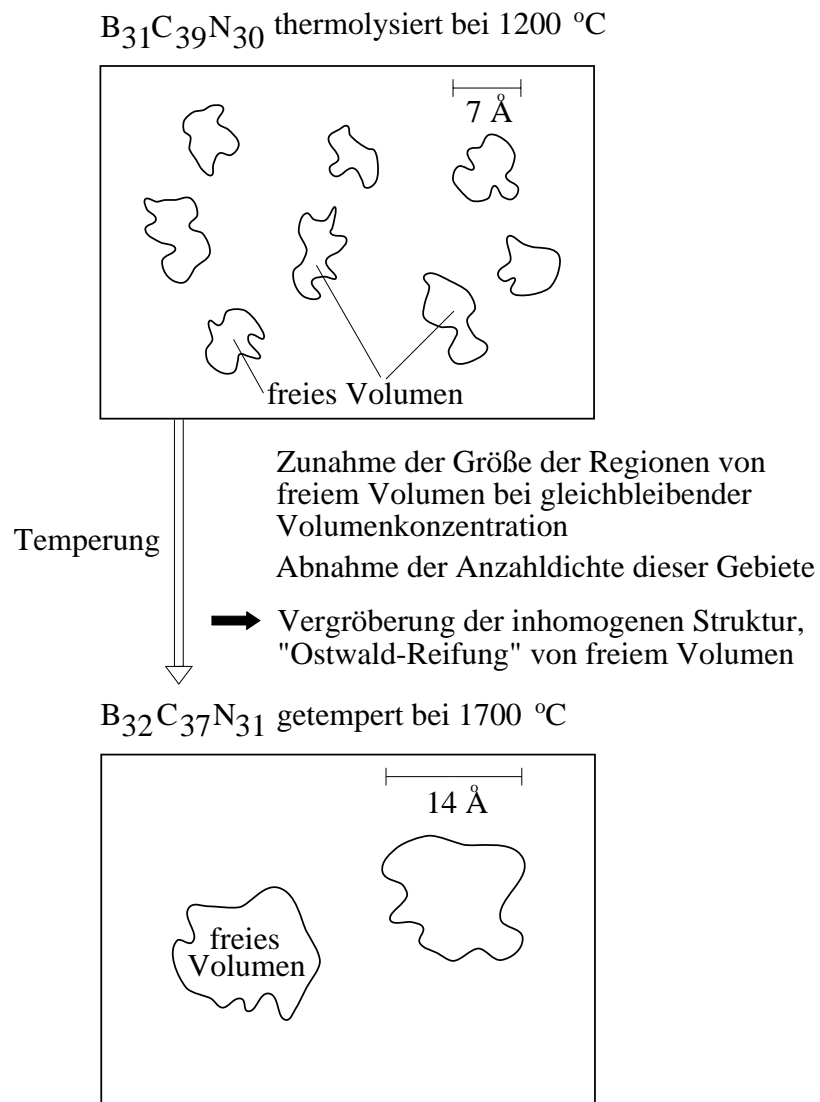 B31C39N30 thermolysiert bei 1200 °C
7 Å
freies Volumen
Zunahme der Größe der Regionen von
freiem Volumen bei gleichbleibender
Volumenkonzentration
Temperung
Abnahme der Anzahldichte dieser Gebiete
Vergröberung der inhomogenen Struktur,
"Ostwald-Reifung" von freiem Volumen
B32C37N31 getempert bei 1700 °C
14 Å
freies
Volumen